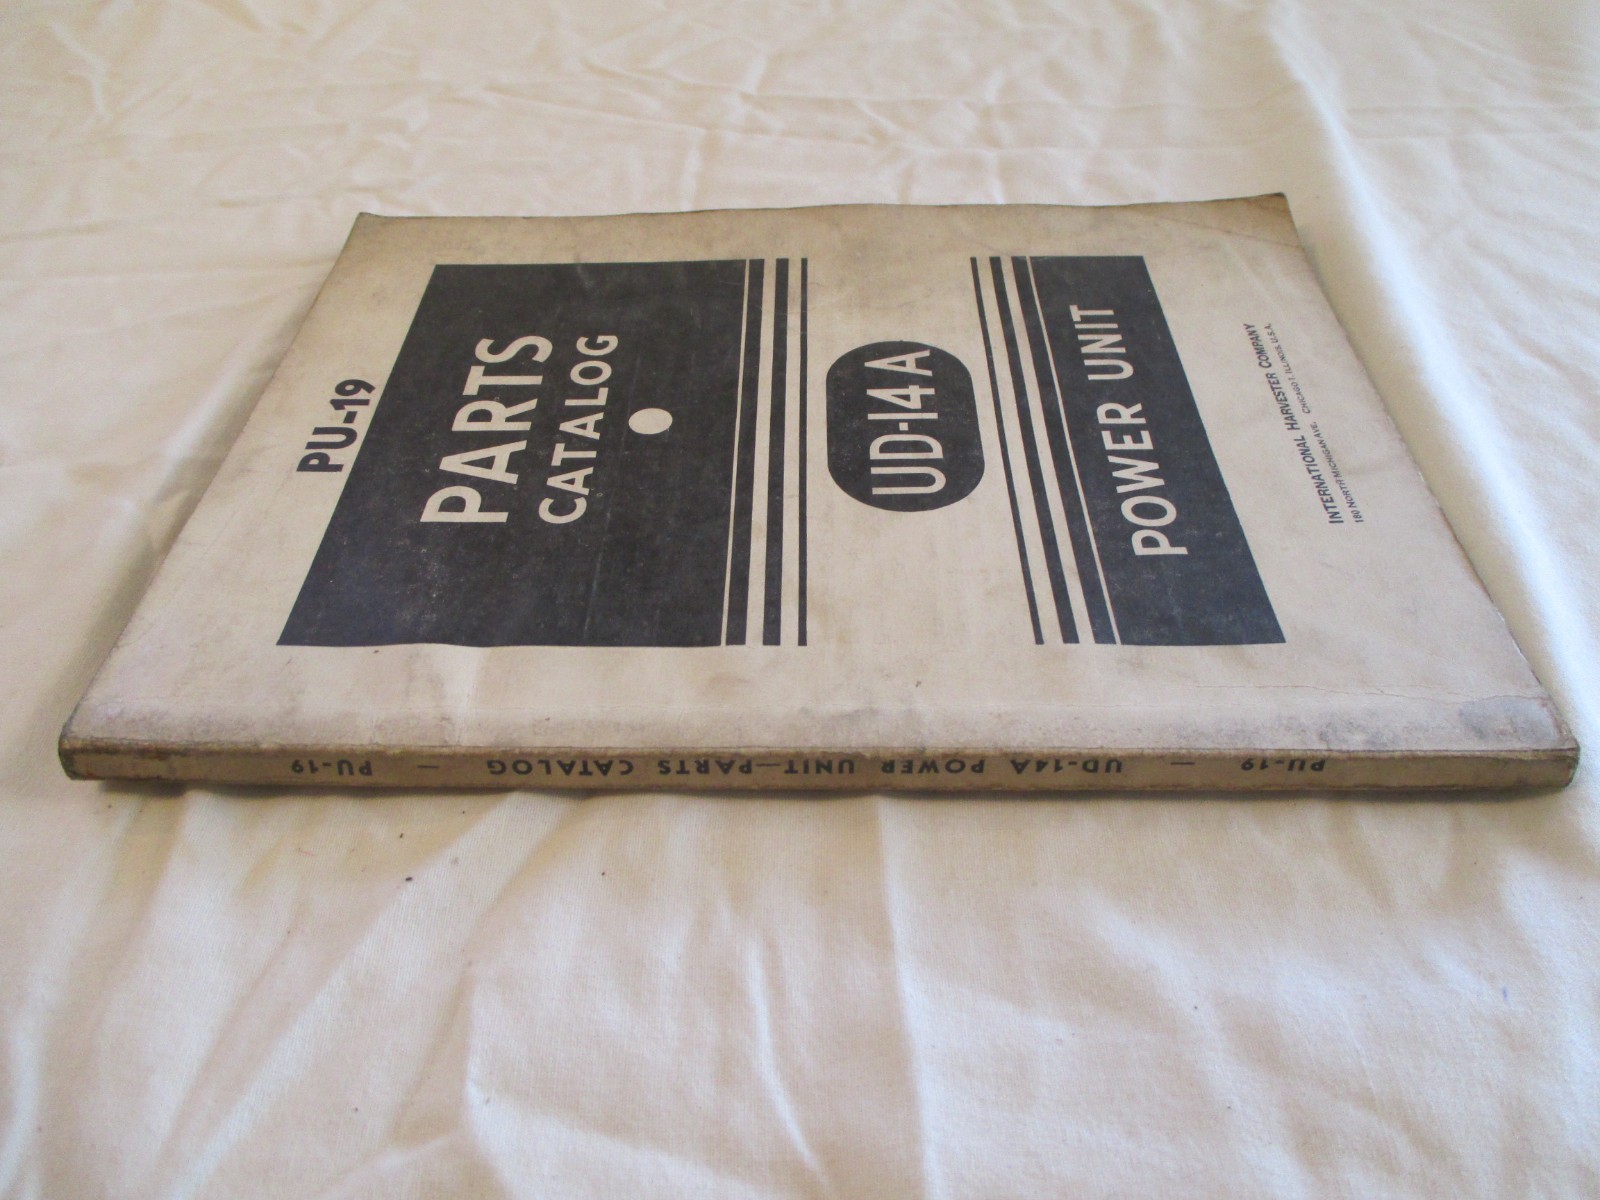 PU-19
PARTS
CATALOG
UD-14A
POWER UNIT
INTERNATIONAL HARVESTER COMPANY
180 NORTH MICHIGAN AVE. CHICAGO 1, ILLINOIS, U.S.A.
PU-19 — UD-14A POWER UNIT—PARTS CATALOG — PU-19